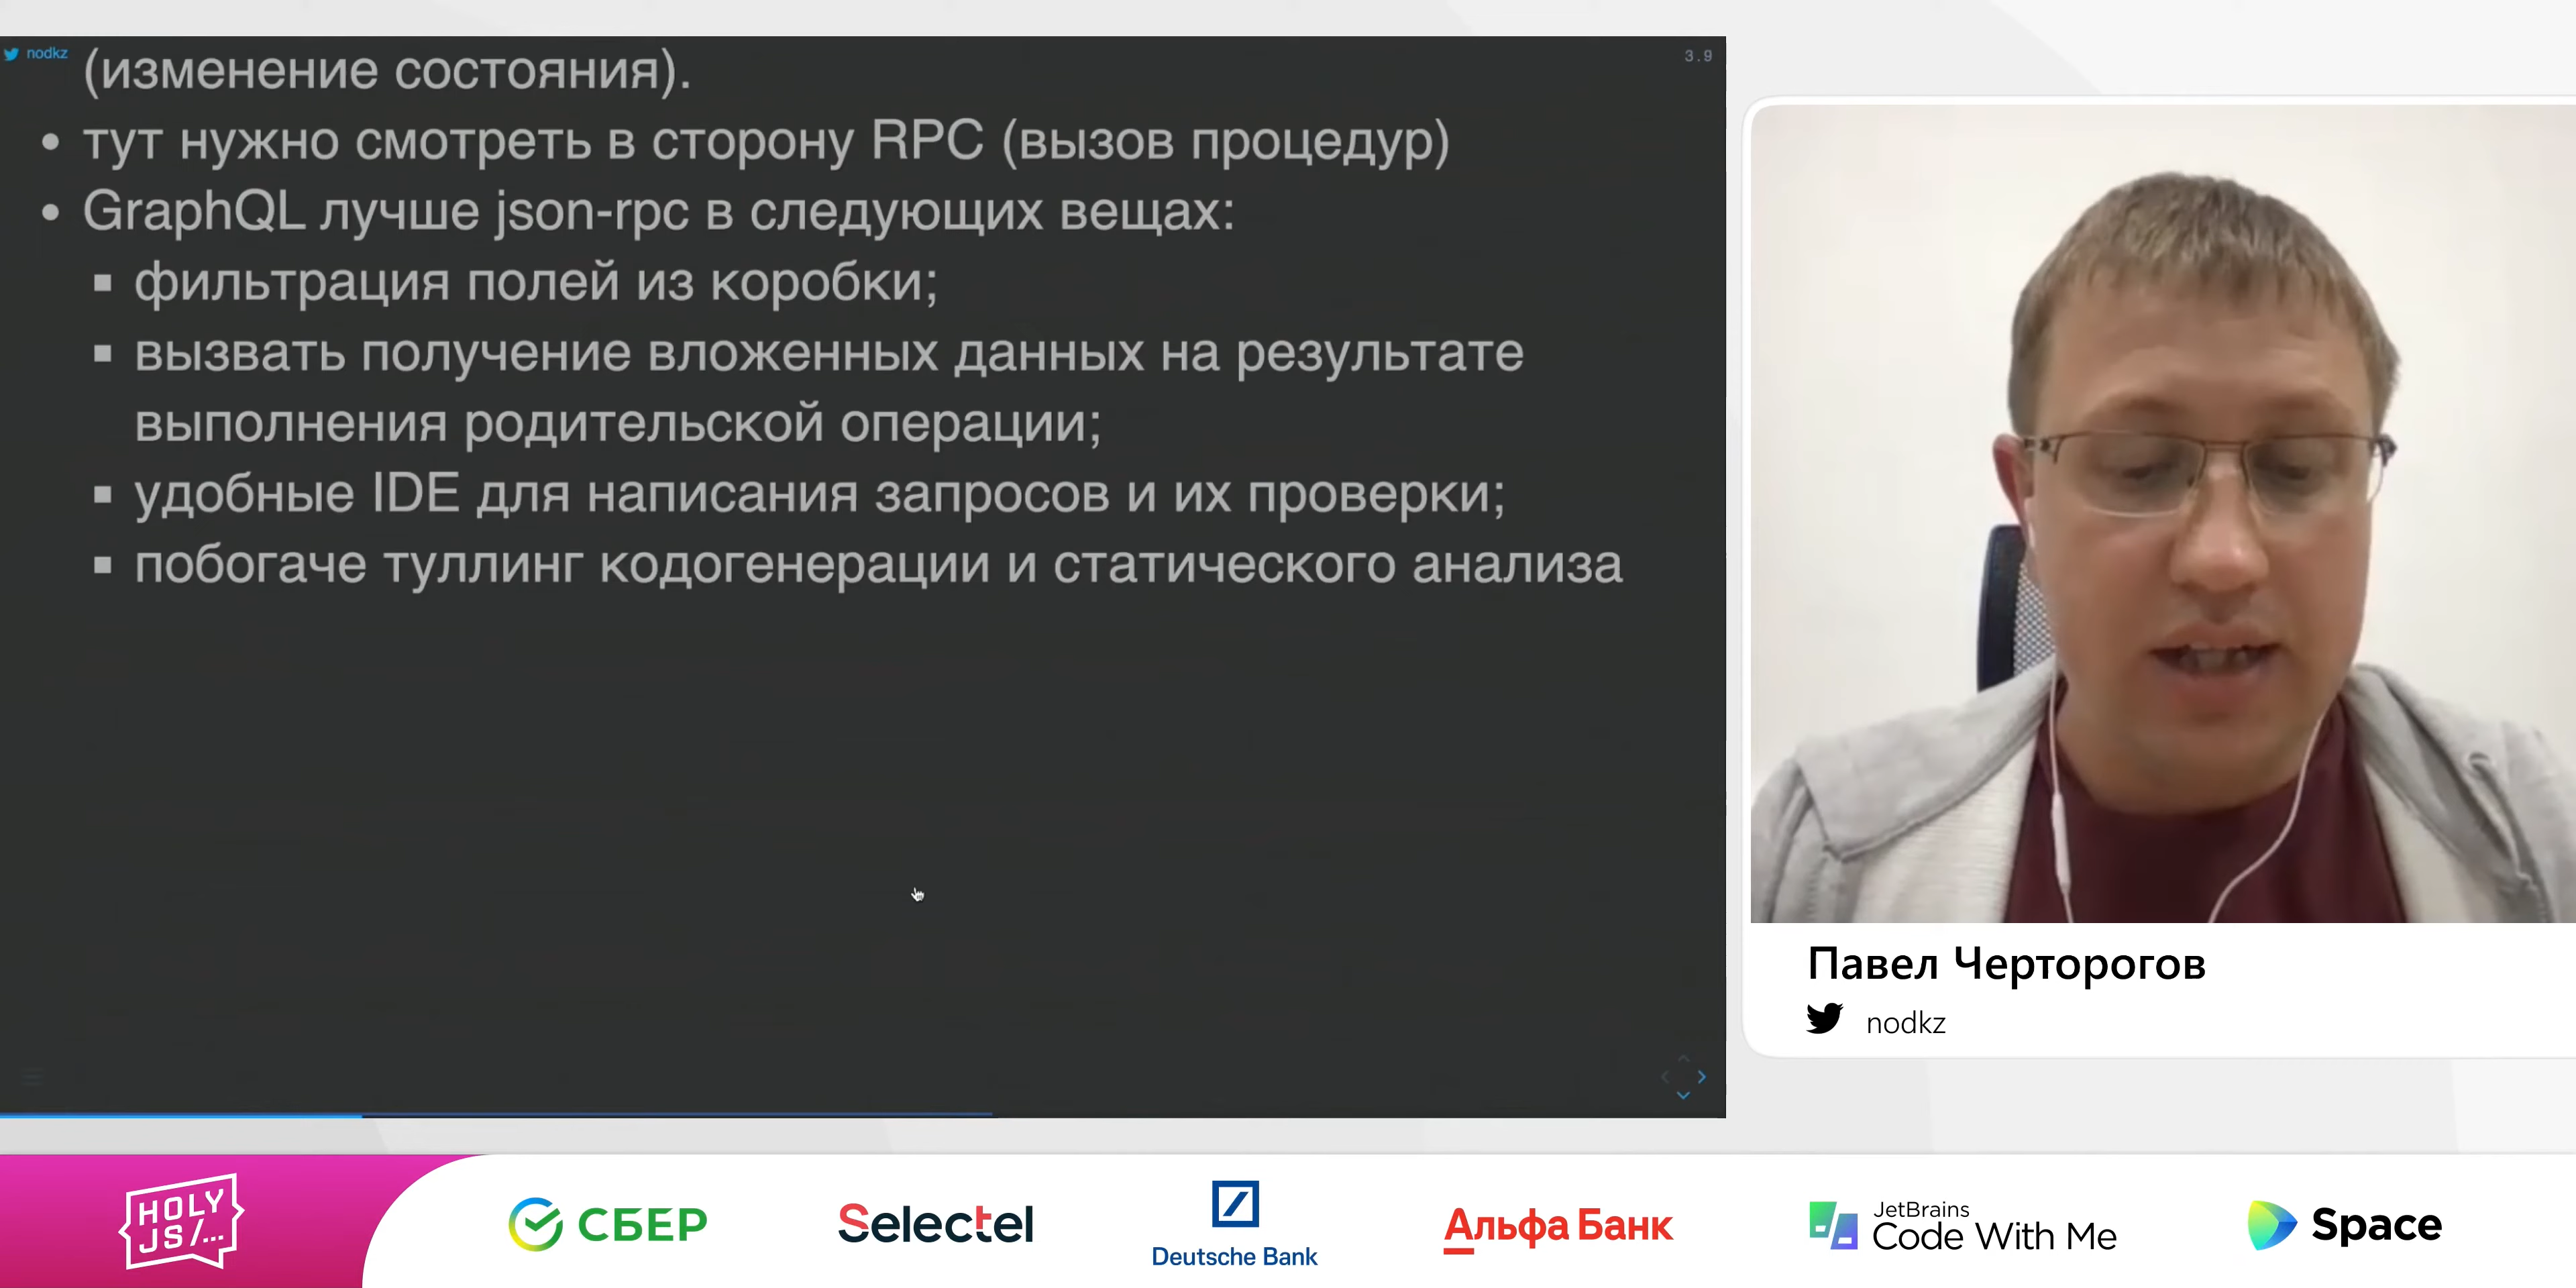 nodkz
3.9
(изменение состояния).
• тут нужно смотреть в сторону RPC (вызов процедур)
• GraphQL лучше json-rpc в следующих вещах:
▪ фильтрация полей из коробки;
▪ вызвать получение вложенных данных на результате
выполнения родительской операции;
▪ удобные IDE для написания запросов и их проверки;
▪ побогаче туллинг кодогенерации и статического анализа
Павел Черторогов
nodkz
HOLY
JS/...
СБЕР
Selectel
Deutsche Bank
Альфа Банк
JetBrains
Code With Me
Space